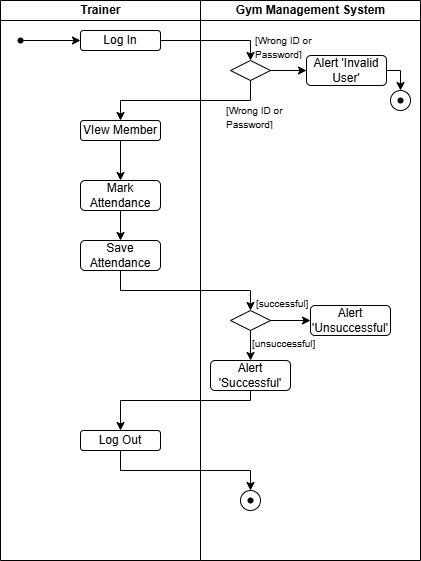 Trainer
Gym Management System
Log In
[Wrong ID or
Password]
Alert 'Invalid
User'
[Wrong ID or
Password]
VIew Member
Mark
Attendance
Save
Attendance
[successful]
Alert
'Unsuccessful'
[unsuccessful]
Alert
'Successful'
Log Out